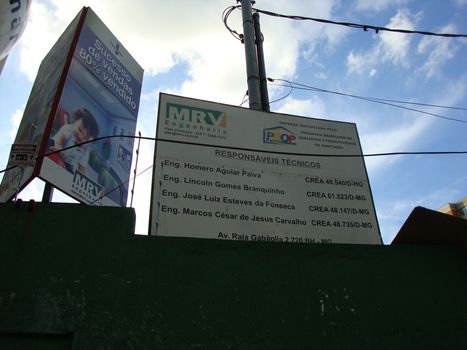 Sucesso
de vendas
80% vendido
MRV
MRV
Engenharia
RESPONSÁVEIS TÉCNICOS
Eng. Homero Aguiar Paiva CREA 40.540/D-MG
Eng. Lincoln Gomes Branquinho CREA 61.523/D-MG
Eng. José Luiz Esteves da Fonseca CREA 48.147/D-MG
Eng. Marcos César de Jesus Carvalho CREA 48.735/D-MG
Av. Raja Gabáglia 2.720 BH - MG